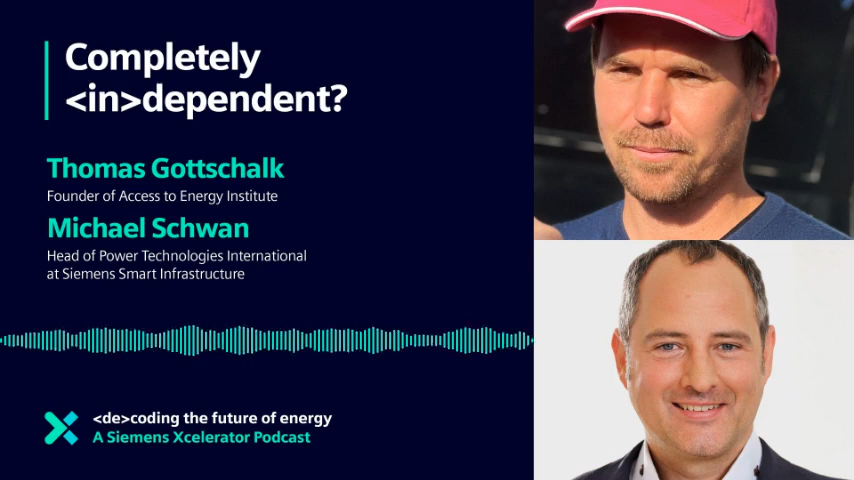 Completely
<in>dependent?
Thomas Gottschalk
Founder of Access to Energy Institute
Michael Schwan
Head of Power Technologies International
at Siemens Smart Infrastructure
<de>coding the future of energy
A Siemens Xcelerator Podcast